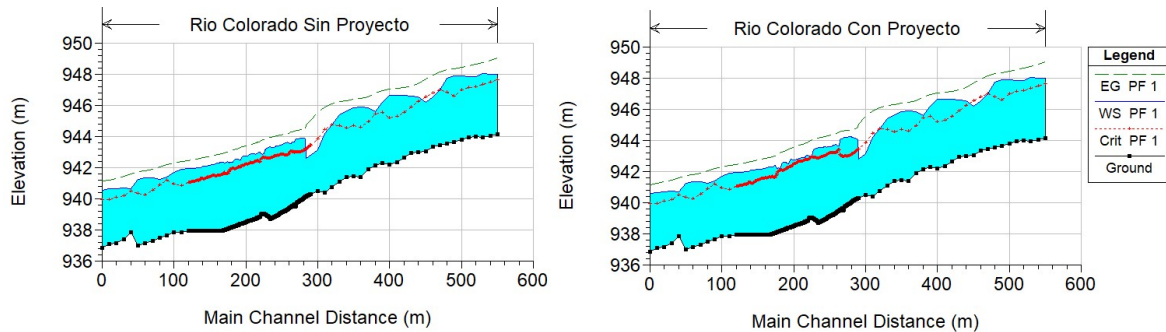 Rio Colorado Sin Proyecto
950
948
946
944
942
940
938
936
0 100 200 300 400 500 600
Elevation (m)
Main Channel Distance (m)
Rio Colorado Con Proyecto
950
948
946
944
942
940
938
936
0 100 200 300 400 500 600
Elevation (m)
Main Channel Distance (m)
Legend
EG PF 1
WS PF 1
Crit PF 1
Ground